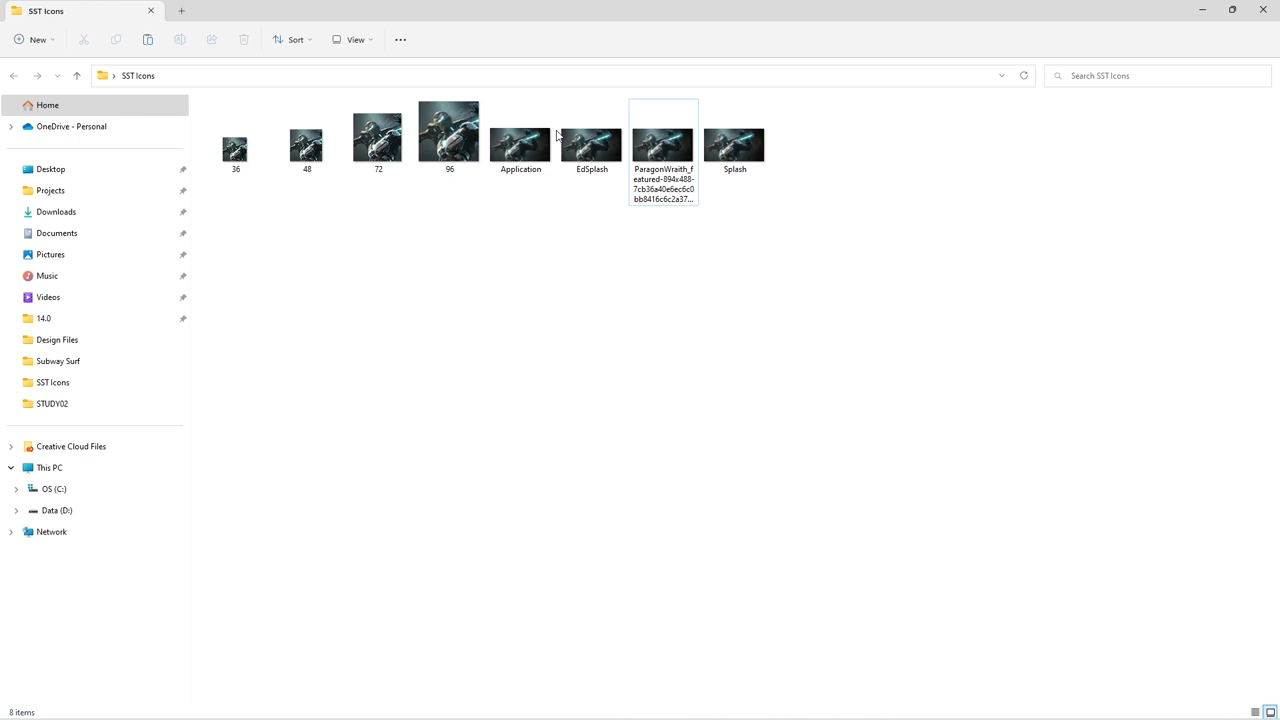 SST Icons
New
Sort
View
SST Icons
Search SST Icons
Home
OneDrive - Personal
Desktop
Projects
Downloads
Documents
Pictures
Music
Videos
14.0
Design Files
Subway Surf
SST Icons
STUDY02
Creative Cloud Files
This PC
OS (C:)
Data (D:)
Network
36
48
72
96
Application
EdSplash
ParagonWraith_f
eatured-894x488-
7cb36a40e6ec6c0
bb8416c6c2a37...
Splash
8 items